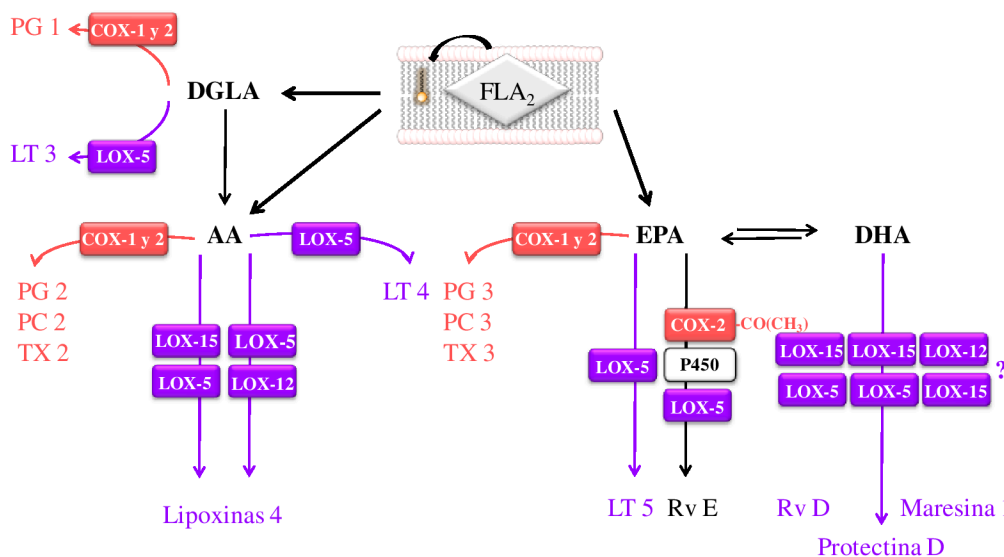 PG 1
COX-1 y 2
DGLA
FLA₂
LT 3
LOX-5
COX-1 y 2
AA
LOX-5
COX-1 y 2
EPA
DHA
PG 2
PC 2
TX 2
LT 4
PG 3
PC 3
TX 3
LOX-15
LOX-5
LOX-5
LOX-12
COX-2
-CO(CH₃)
LOX-5
P450
LOX-5
LOX-15
LOX-15
LOX-12
LOX-5
LOX-5
LOX-15
?
Lipoxinas 4
LT 5
Rv E
Rv D
Maresina
Protectina D